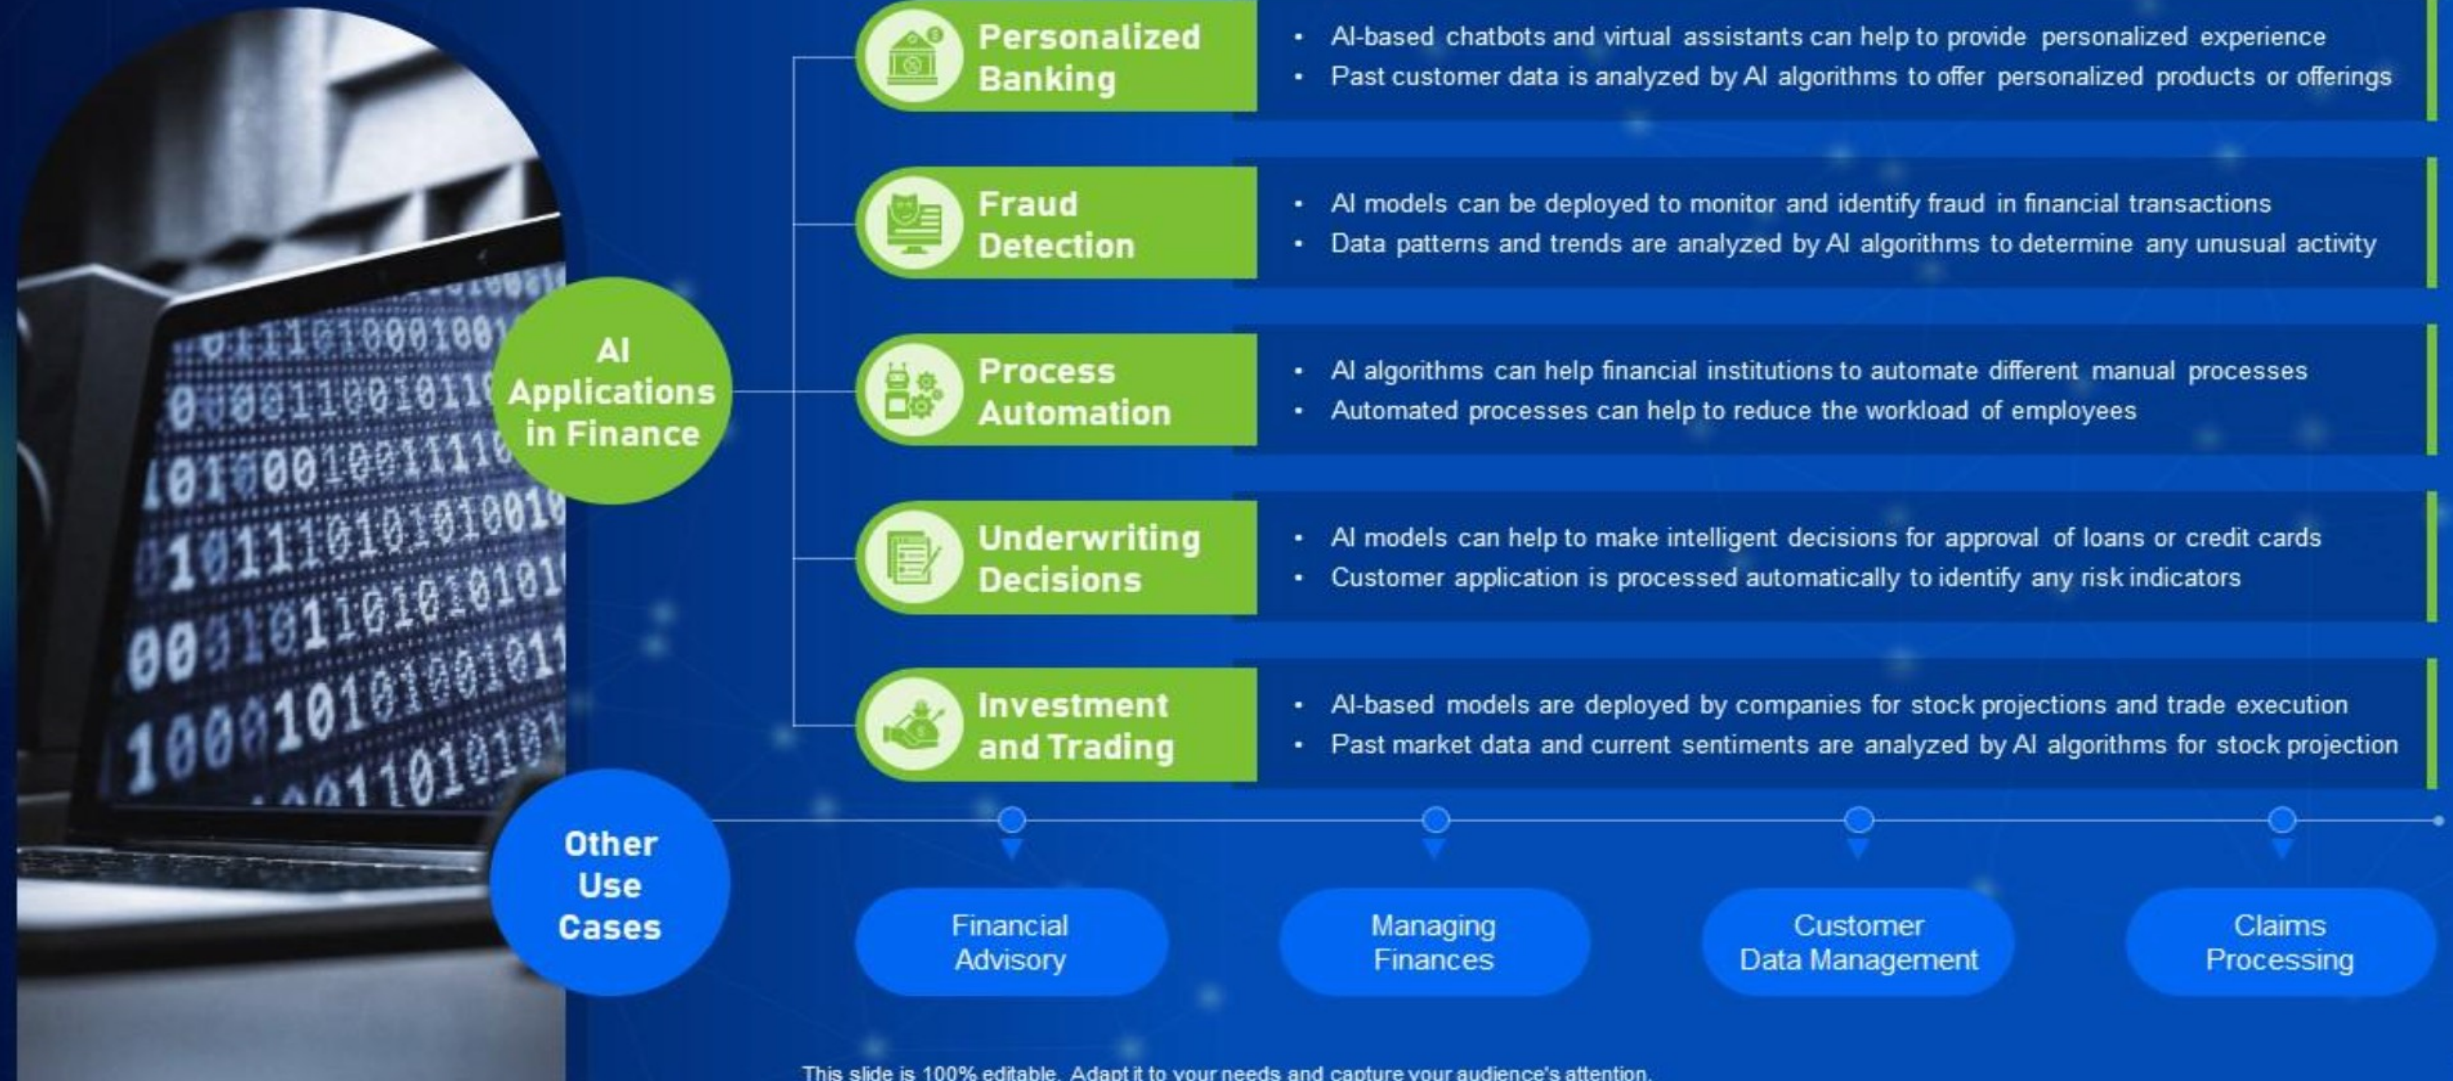 Personalized
Banking
• AI-based chatbots and virtual assistants can help to provide personalized experience
• Past customer data is analyzed by AI algorithms to offer personalized products or offerings
Fraud
Detection
• AI models can be deployed to monitor and identify fraud in financial transactions
• Data patterns and trends are analyzed by AI algorithms to determine any unusual activity
AI
Applications
in Finance
Process
Automation
• AI algorithms can help financial institutions to automate different manual processes
• Automated processes can help to reduce the workload of employees
Underwriting
Decisions
• AI models can help to make intelligent decisions for approval of loans or credit cards
• Customer application is processed automatically to identify any risk indicators
Investment
and Trading
• AI-based models are deployed by companies for stock projections and trade execution
• Past market data and current sentiments are analyzed by AI algorithms for stock projection
Other
Use
Cases
Financial
Advisory
Managing
Finances
Customer
Data Management
Claims
Processing
This slide is 100% editable. Adapt it to your needs and capture your audience's attention.